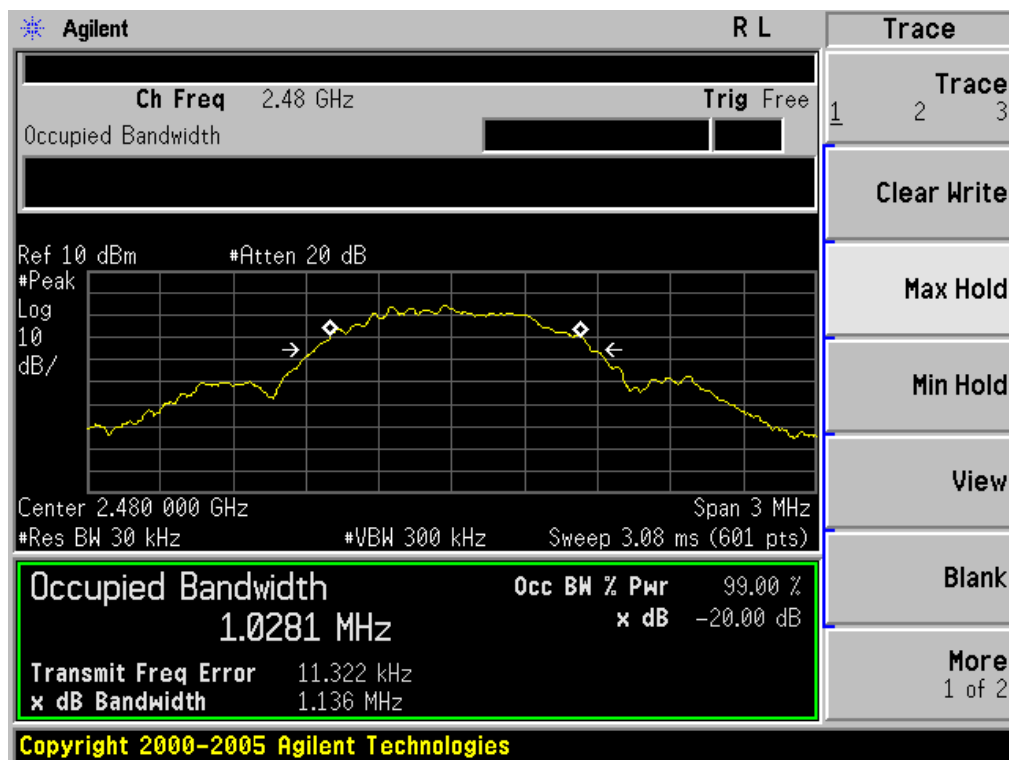 Agilent R L Trace
Ch Freq 2.48 GHz Trig Free
Occupied Bandwidth
Trace
1 2 3
Clear Write
Max Hold
Min Hold
View
Blank
More
1 of 2
Ref 10 dBm #Atten 20 dB
#Peak
Log
10
dB/
Center 2.480 000 GHz Span 3 MHz
#Res BW 30 kHz #VBW 300 kHz Sweep 3.08 ms (601 pts)
Occupied Bandwidth Occ BW % Pwr 99.00 %
1.0281 MHz x dB -20.00 dB
Transmit Freq Error 11.322 kHz
x dB Bandwidth 1.136 MHz
Copyright 2000-2005 Agilent Technologies